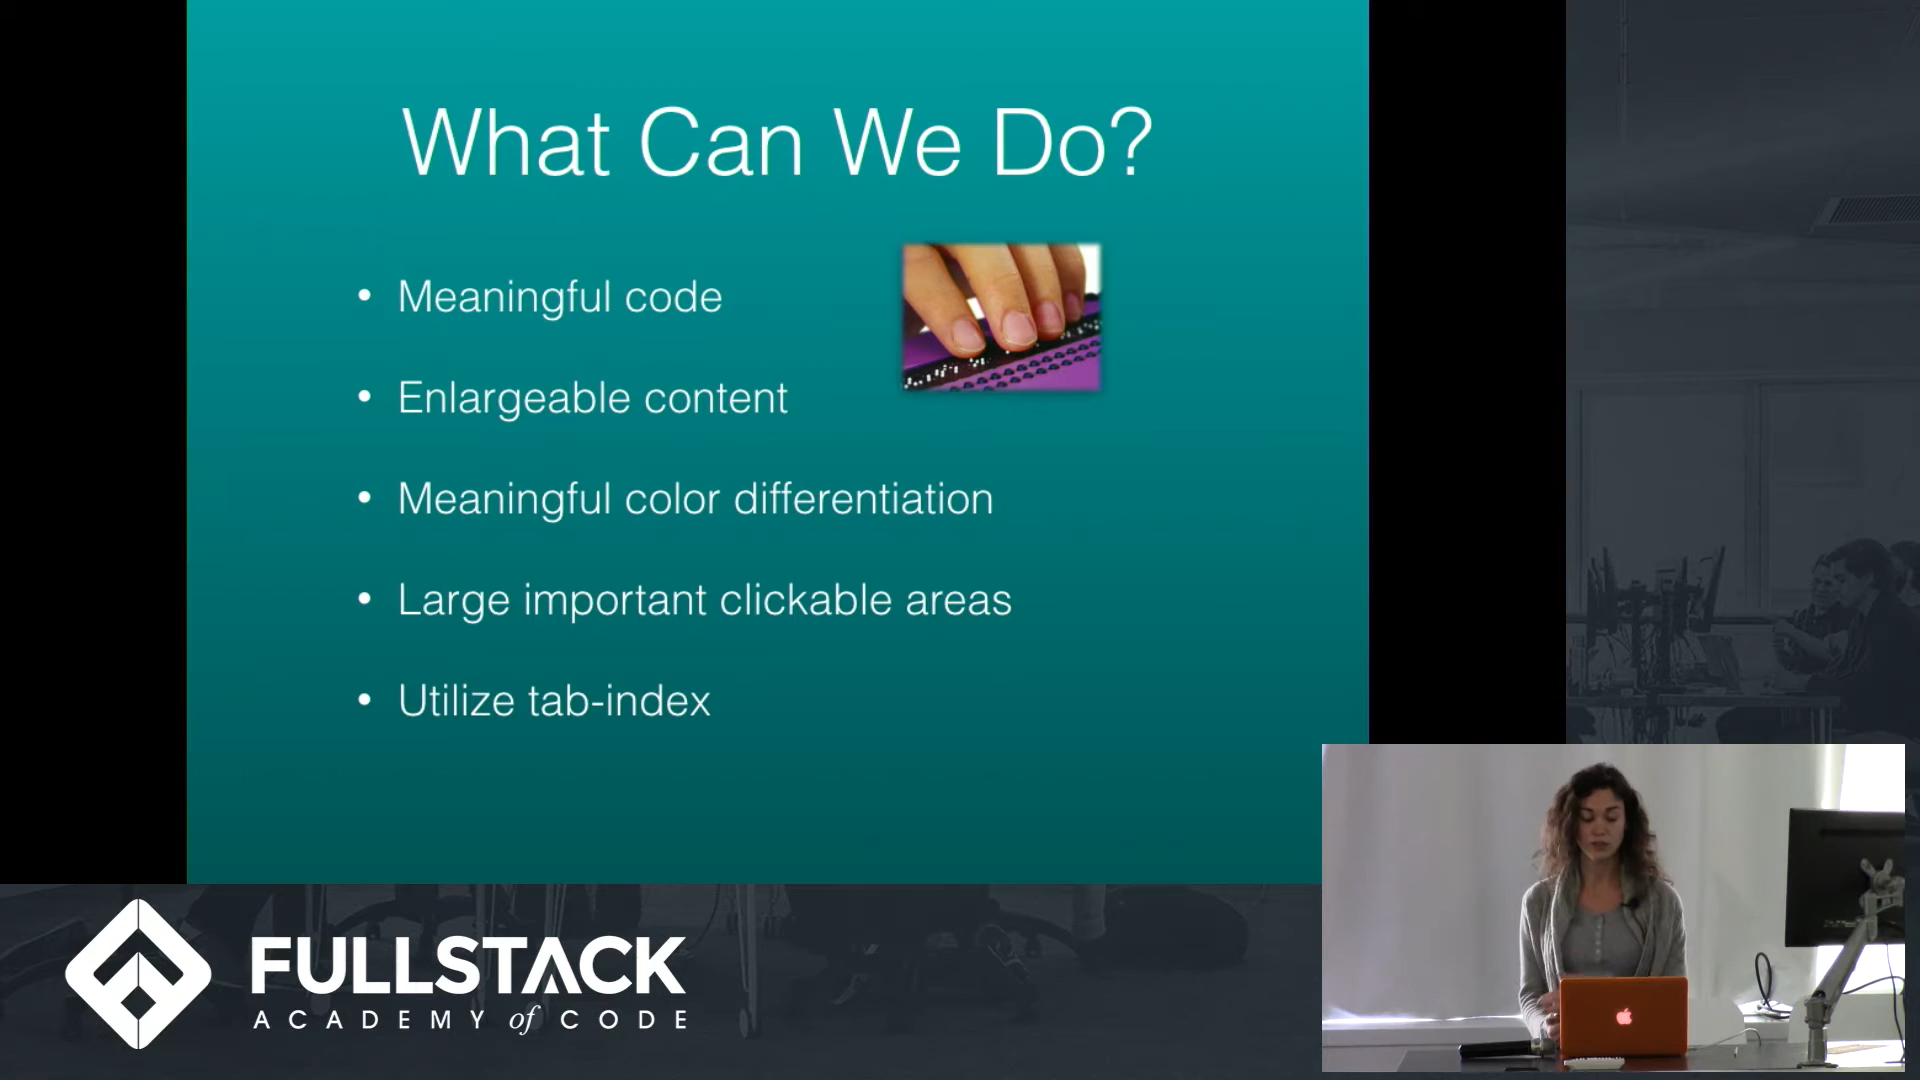 What Can We Do?
• Meaningful code
• Enlargeable content
• Meaningful color differentiation
• Large important clickable areas
• Utilize tab-index
FULLSTACK
ACADEMY of CODE